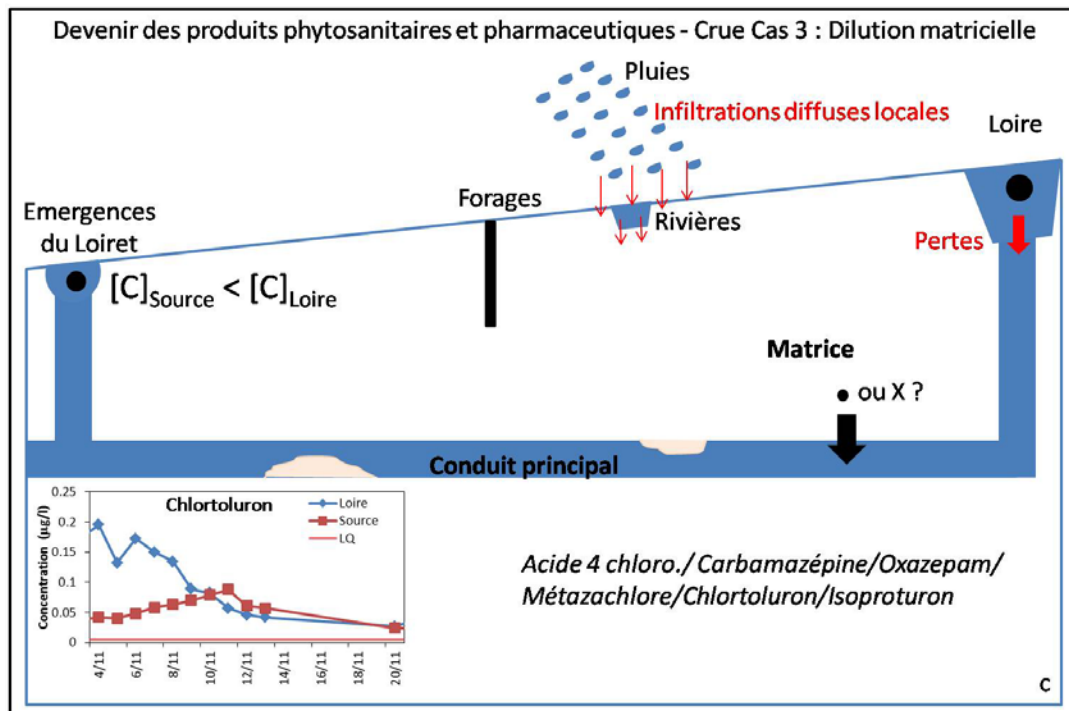 Devenir des produits phytosanitaires et pharmaceutiques - Crue Cas 3 : Dilution matricielle
Pluies
Infiltrations diffuses locales
Loire
Emergences
du Loiret
Forages
Rivières
Pertes
[C]Source < [C]Loire
Matrice
ou X ?
Conduit principal
Chlortoluron
Loire
Source
LQ
Concentration (µg/l)
0.25
0.2
0.15
0.1
0.05
0
4/11
6/11
8/11
10/11
12/11
14/11
16/11
18/11
20/11
Acide 4 chloro./ Carbamazépine/Oxazepam/
Métazachlore/Chlortoluron/Isoproturon
C